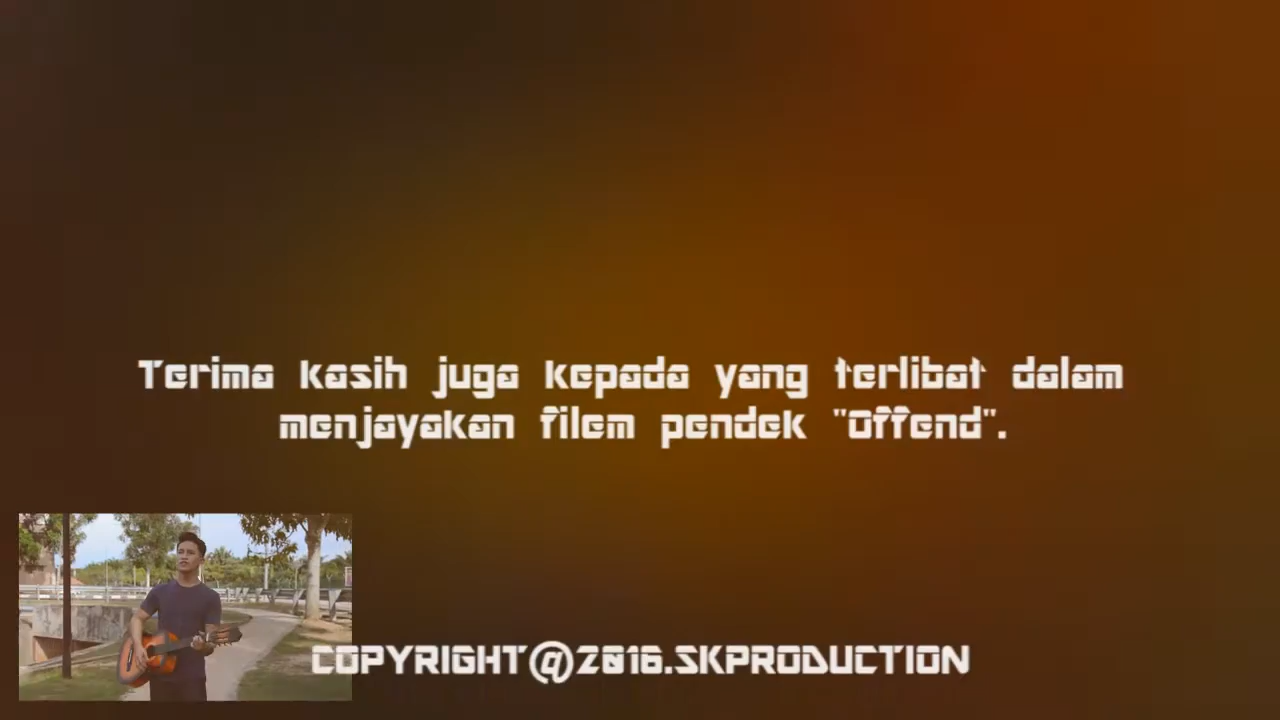 Terima kasih juga kepada yang terlibat dalam
menjayakan filem pendek "Offend".
COPYRIGHT@2016.SKPRODUCTION